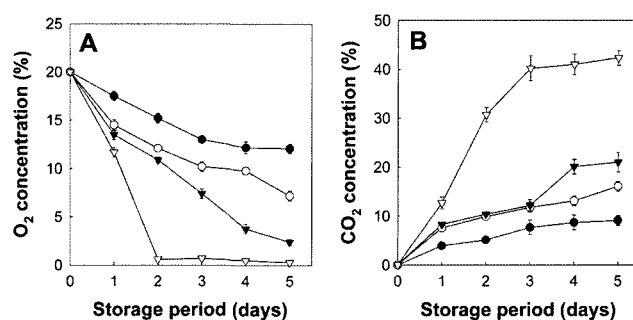 A
O2 concentration (%)
25
20
15
10
5
0
0 1 2 3 4 5
Storage period (days)
B
CO2 concentration (%)
50
40
30
20
10
0
0 1 2 3 4 5
Storage period (days)